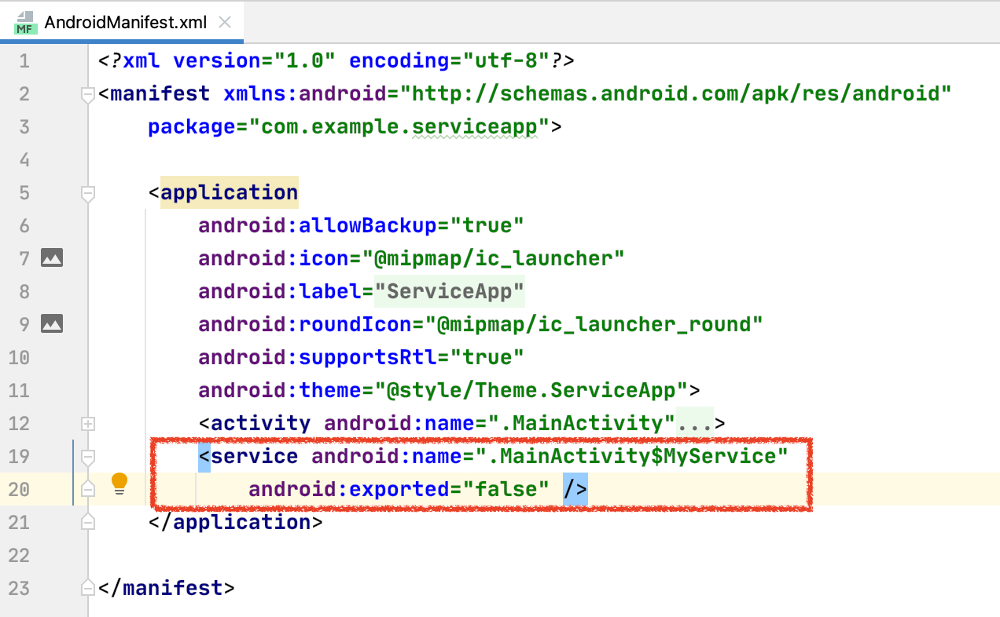 MF AndroidManifest.xml
1 <?xml version="1.0" encoding="utf-8"?>
2 <manifest xmlns:android="http://schemas.android.com/apk/res/android"
3 package="com.example.serviceapp">
4
5 <application
6 android:allowBackup="true"
7 android:icon="@mipmap/ic_launcher"
8 android:label="ServiceApp"
9 android:roundIcon="@mipmap/ic_launcher_round"
10 android:supportsRtl="true"
11 android:theme="@style/Theme.ServiceApp">
12 <activity android:name=".MainActivity"...>
19 <service android:name=".MainActivity$MyService"
20 android:exported="false" />
21 </application>
22
23 </manifest>